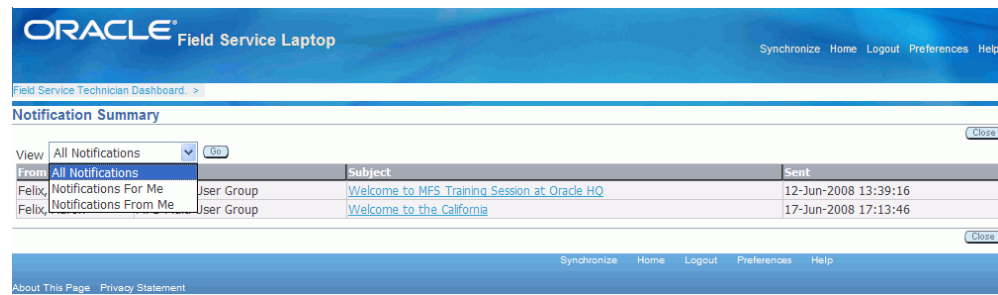 ORACLE Field Service Laptop
Synchronize Home Logout Preferences Help
Field Service Technician Dashboard. >
Notification Summary
Close
View All Notifications Go
From All Notifications Subject Sent
Felix, Notifications For Me User Group Welcome to MFS Training Session at Oracle HQ 12-Jun-2008 13:39:16
Felix, Notifications From Me User Group Welcome to the California 17-Jun-2008 17:13:46
Close
Synchronize Home Logout Preferences Help
About This Page Privacy Statement